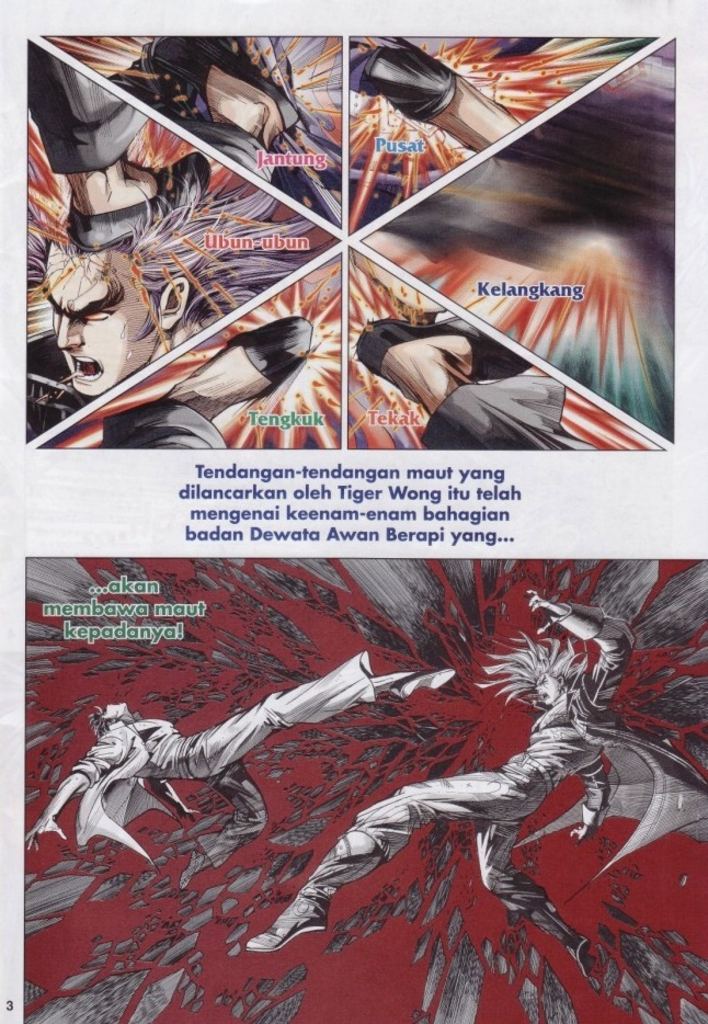 Jantung
Pusat
Ubun-ubun
Kelangkang
Tengkuk
Tekak
Tendangan-tendangan maut yang
dilancarkan oleh Tiger Wong itu telah
mengenai keenam-enam bahagian
badan Dewata Awan Berapi yang...
...akan
membawa maut
kepadanya!
3